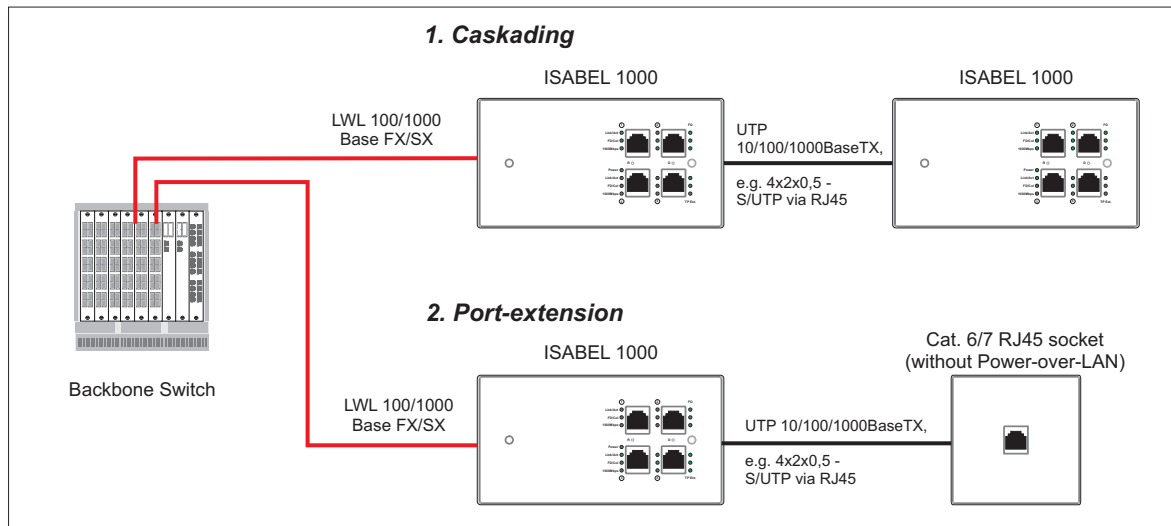 1. Caskading
ISABEL 1000
ISABEL 1000
LWL 100/1000
Base FX/SX
UTP
10/100/1000BaseTX,
e.g. 4x2x0,5 -
S/UTP via RJ45
Backbone Switch
2. Port-extension
ISABEL 1000
Cat. 6/7 RJ45 socket
(without Power-over-LAN)
LWL 100/1000
Base FX/SX
UTP 10/100/1000BaseTX,
e.g. 4x2x0,5 -
S/UTP via RJ45